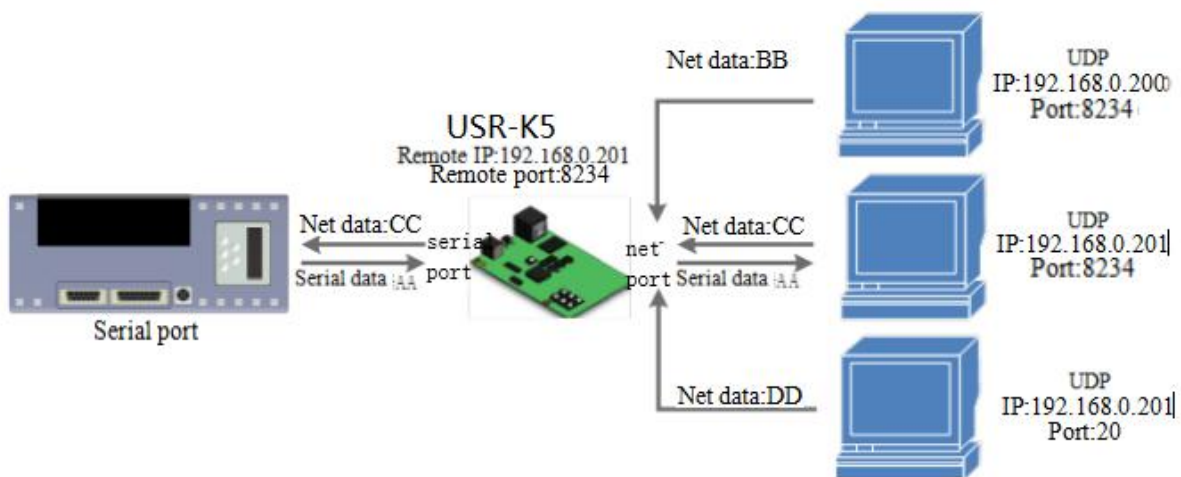 Net data:BB
UDP
IP:192.168.0.200
Port:8234
USR-K5
Remote IP:192.168.0.201
Remote port:8234
Net data:CC
Serial data :AA
serial
port
net
port
Net data:CC
Serial data :AA
UDP
IP:192.168.0.201
Port:8234
Serial port
Net data:DD
UDP
IP:192.168.0.201
Port:20